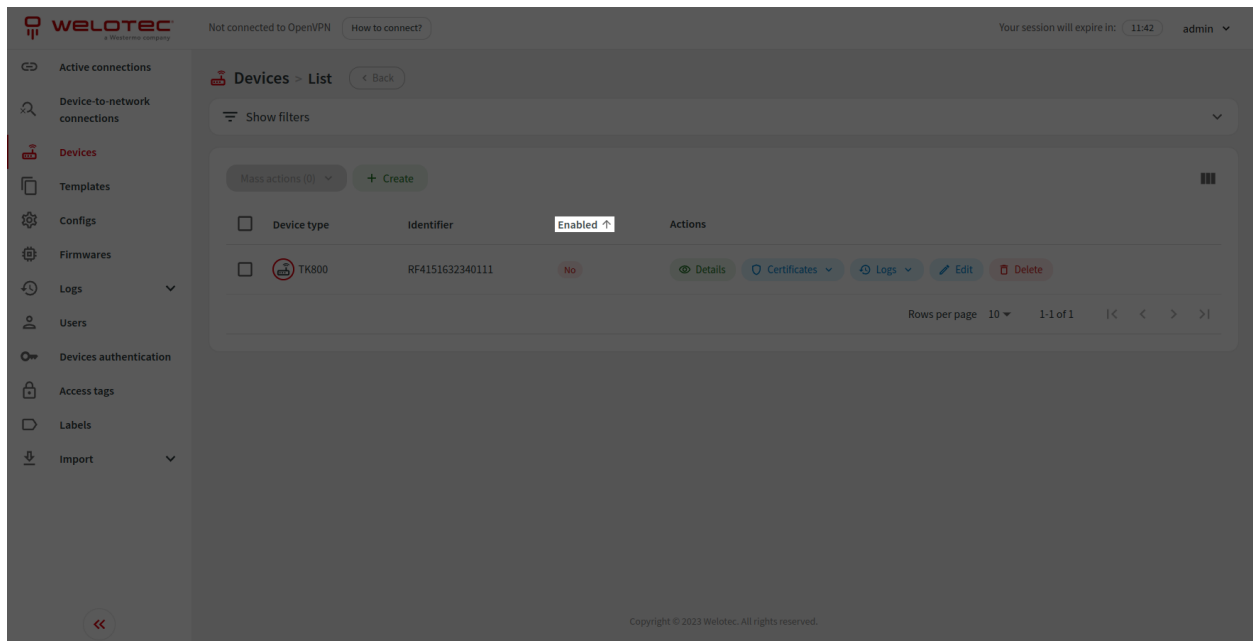 WELOTEC
a Westermo company
Not connected to OpenVPN
How to connect?
Your session will expire in: 11:42
admin
Active connections
Device-to-network
connections
Devices
Templates
Configs
Firmwares
Logs
Users
Devices authentication
Access tags
Labels
Import
Devices > List
< Back
Show filters
Mass actions (0)
+ Create
Device type Identifier Enabled ↑ Actions
TK800 RF4151632340111 No Details Certificates Logs Edit Delete
Rows per page 10 1-1 of 1
Copyright © 2023 Welotec. All rights reserved.